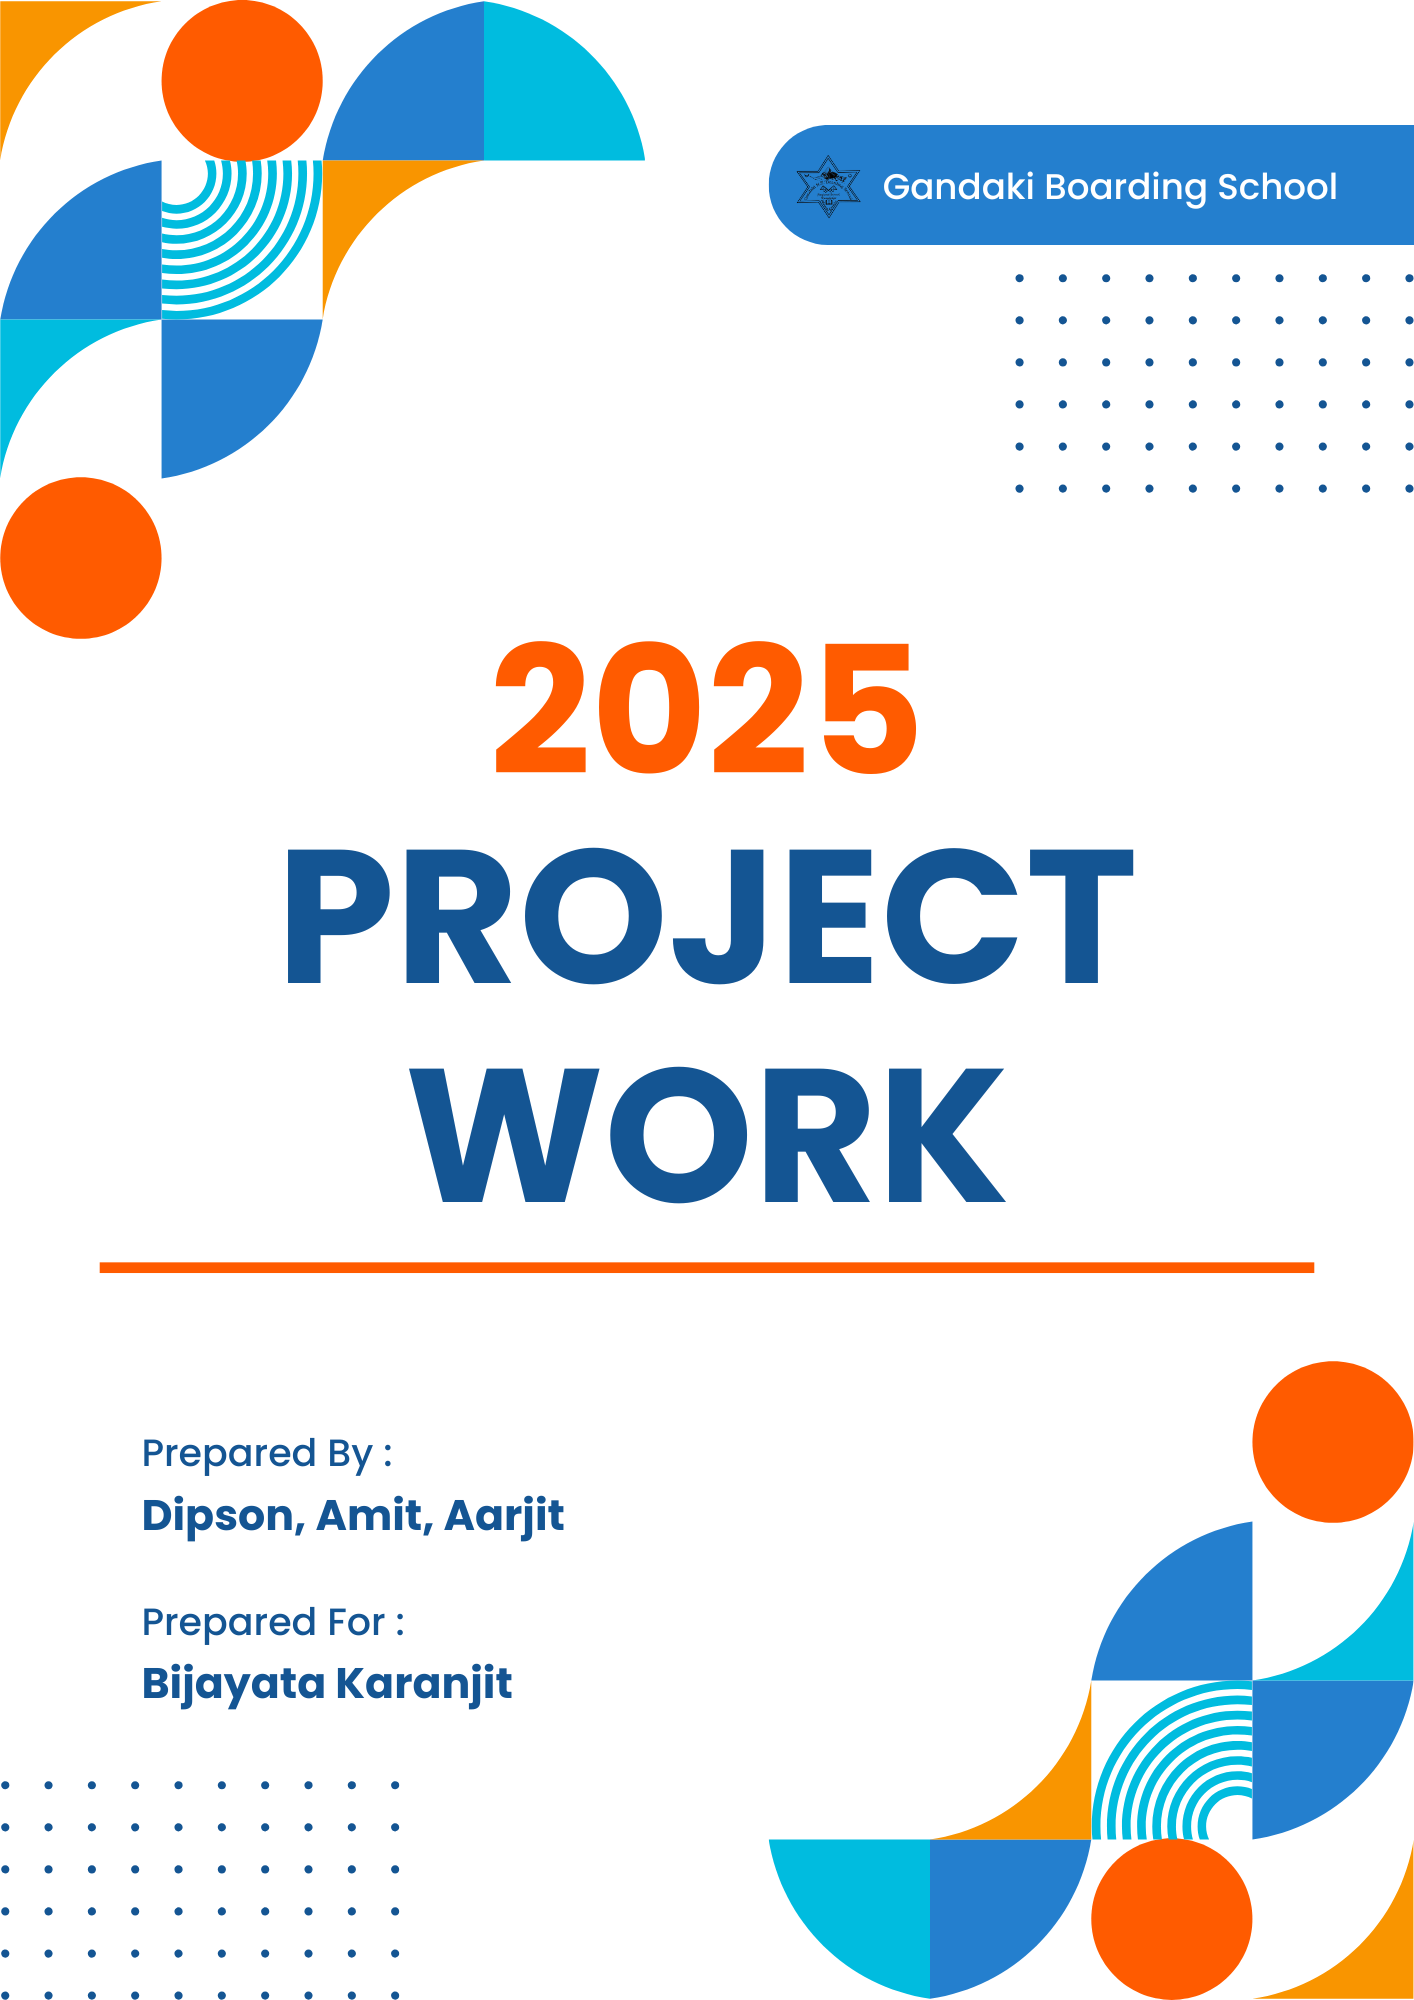 Gandaki Boarding School
2025
PROJECT
WORK
Prepared By :
Dipson, Amit, Aarjit
Prepared For :
Bijayata Karanjit